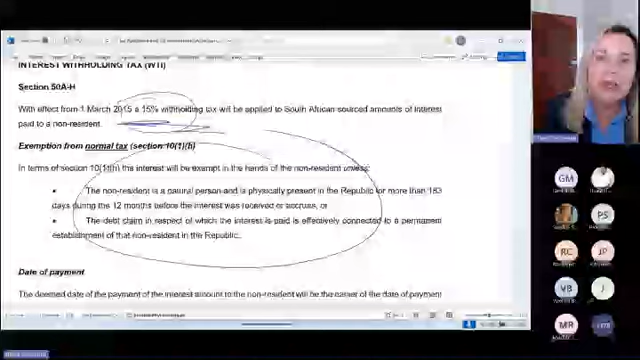 INTEREST WITHHOLDING TAX (WTI)
Section 50A-H
With effect from 1 March 2015 a 15% withholding tax will be applied to South African sourced amounts of interest
paid to a non-resident.
Exemption from normal tax (section 10(1)(h)
In terms of section 10(1)(h) the interest will be exempt in the hands of the non-resident unless:
• The non-resident is a natural person and is physically present in the Republic for more than 183
days during the 12 months before the interest was received or accrues, or
• The debt claim in respect of which the interest is paid is effectively connected to a permanent
establishment of that non-resident in the Republic.
Date of payment
The deemed date of the payment of the interest amount to the non-resident will be the earlier of the date of payment
GM
PS
RC
JP
VB
J
MR